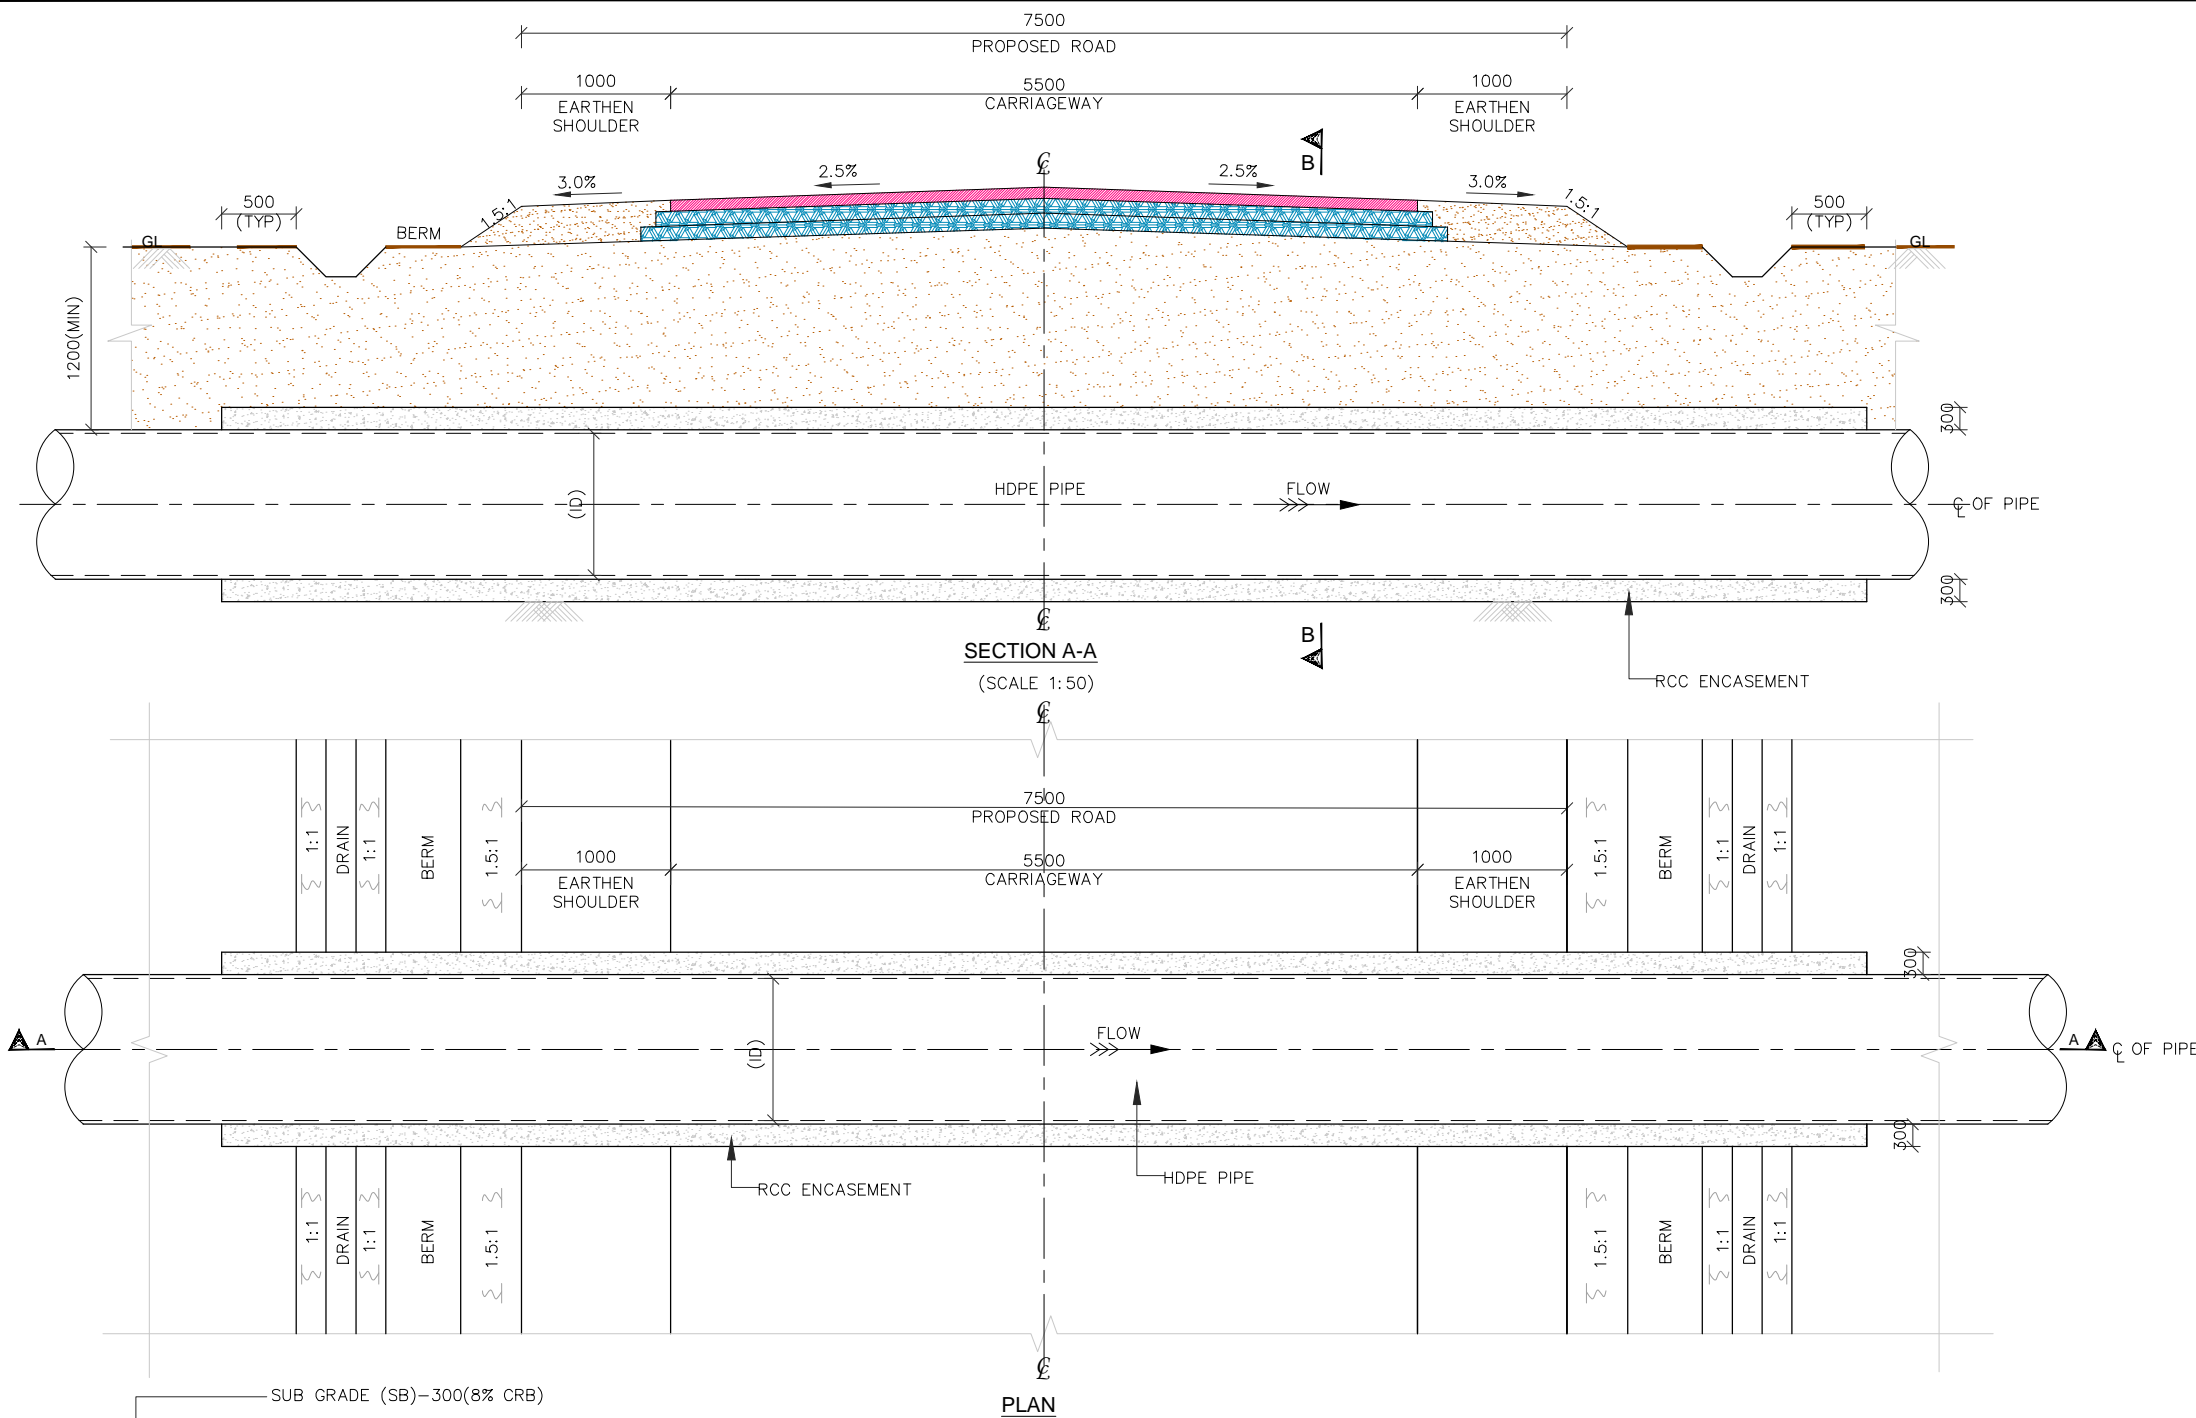 7500
PROPOSED ROAD
1000
5500
1000
EARTHEN
SHOULDER
CARRIAGEWAY
EARTHEN
SHOULDER
B
℄
3.0%
2.5%
2.5%
3.0%
1.5:1
1.5:1
500
(TYP)
500
(TYP)
GL
BERM
GL
1200(MIN)
300
(ID)
HDPE PIPE
FLOW
℄ OF PIPE
300
℄
B
SECTION A-A
(SCALE 1:50)
RCC ENCASEMENT
℄
1:1
DRAIN
1:1
BERM
1.5:1
7500
PROPOSED ROAD
1000
5500
1000
EARTHEN
SHOULDER
CARRIAGEWAY
EARTHEN
SHOULDER
1.5:1
BERM
1:1
DRAIN
1:1
300
A
(ID)
FLOW
A
℄ OF PIPE
300
RCC ENCASEMENT
HDPE PIPE
1:1
DRAIN
1:1
BERM
1.5:1
1.5:1
BERM
1:1
DRAIN
1:1
℄
SUB GRADE (SB)-300(8% CRB)
PLAN